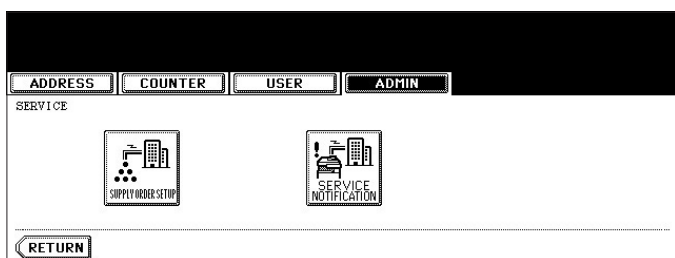 ADDRESS COUNTER USER ADMIN
SERVICE
SUPPLY ORDER SETUP
SERVICE
NOTIFICATION
RETURN